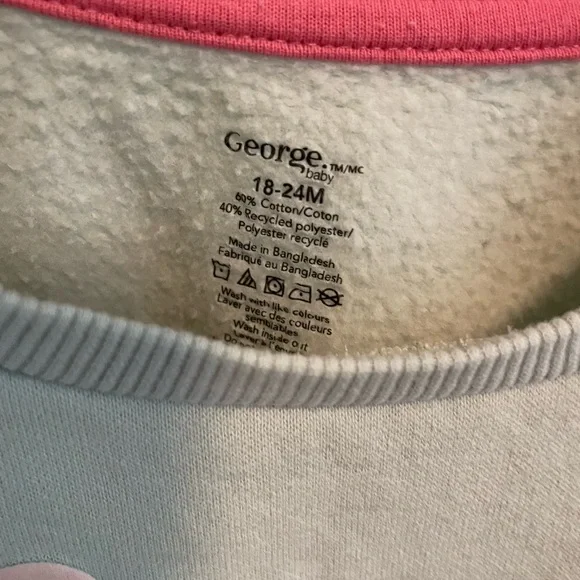 George.™/MC
baby
18-24M
60% Cotton/Coton
40% Recycled polyester/
Polyester recyclé
Made in Bangladesh
Fabriqué au Bangladesh
Wash with like colours
Laver avec des couleurs
semblables
Wash inside out
à l'
Do